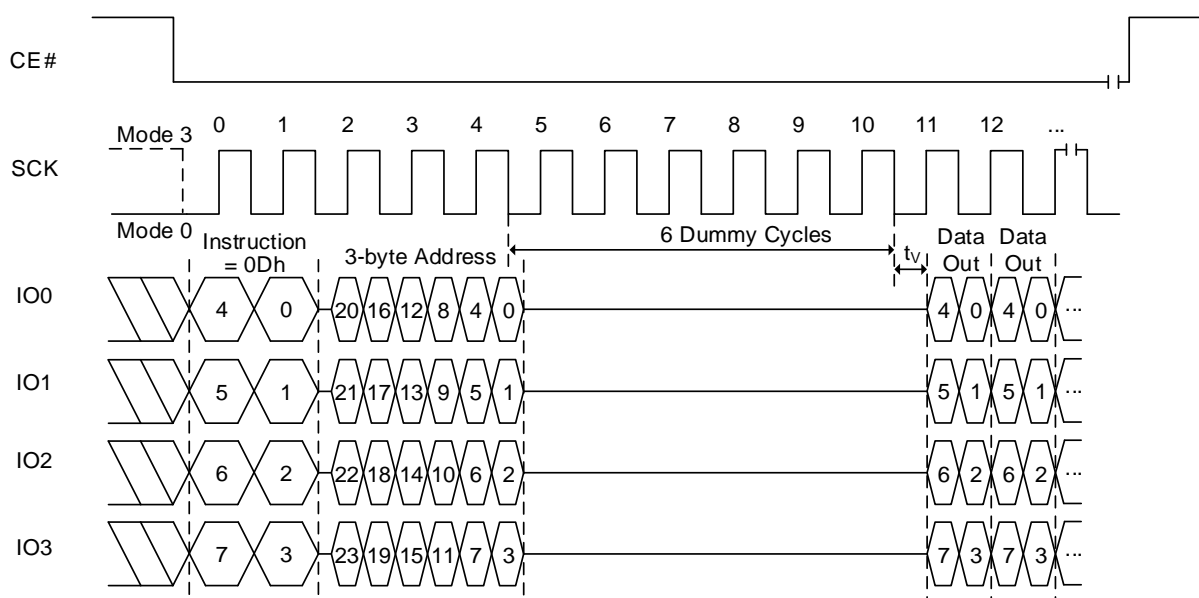 CE#
0 1 2 3 4 5 6 7 8 9 10 11 12 ...
Mode 3
SCK
Mode 0
6 Dummy Cycles
Instruction
= 0Dh
3-byte Address
tV
Data
Out
Data
Out
IO0 4 0 20 16 12 8 4 0 4 0 4 0 ...
IO1 5 1 21 17 13 9 5 1 5 1 5 1 ...
IO2 6 2 22 18 14 10 6 2 6 2 6 2 ...
IO3 7 3 23 19 15 11 7 3 7 3 7 3 ...